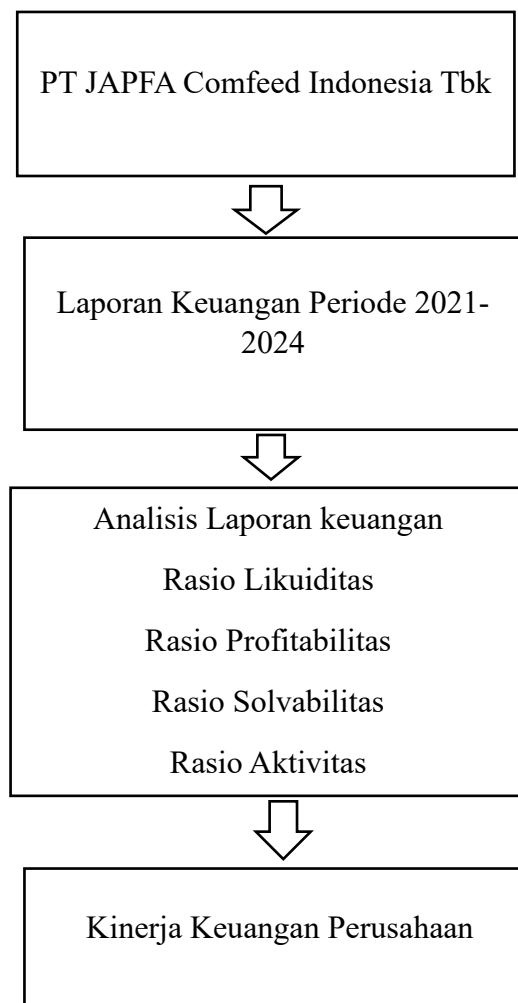 PT JAPFA Comfeed Indonesia Tbk
Laporan Keuangan Periode 2021-
2024
Analisis Laporan keuangan
Rasio Likuiditas
Rasio Profitabilitas
Rasio Solvabilitas
Rasio Aktivitas
Kinerja Keuangan Perusahaan